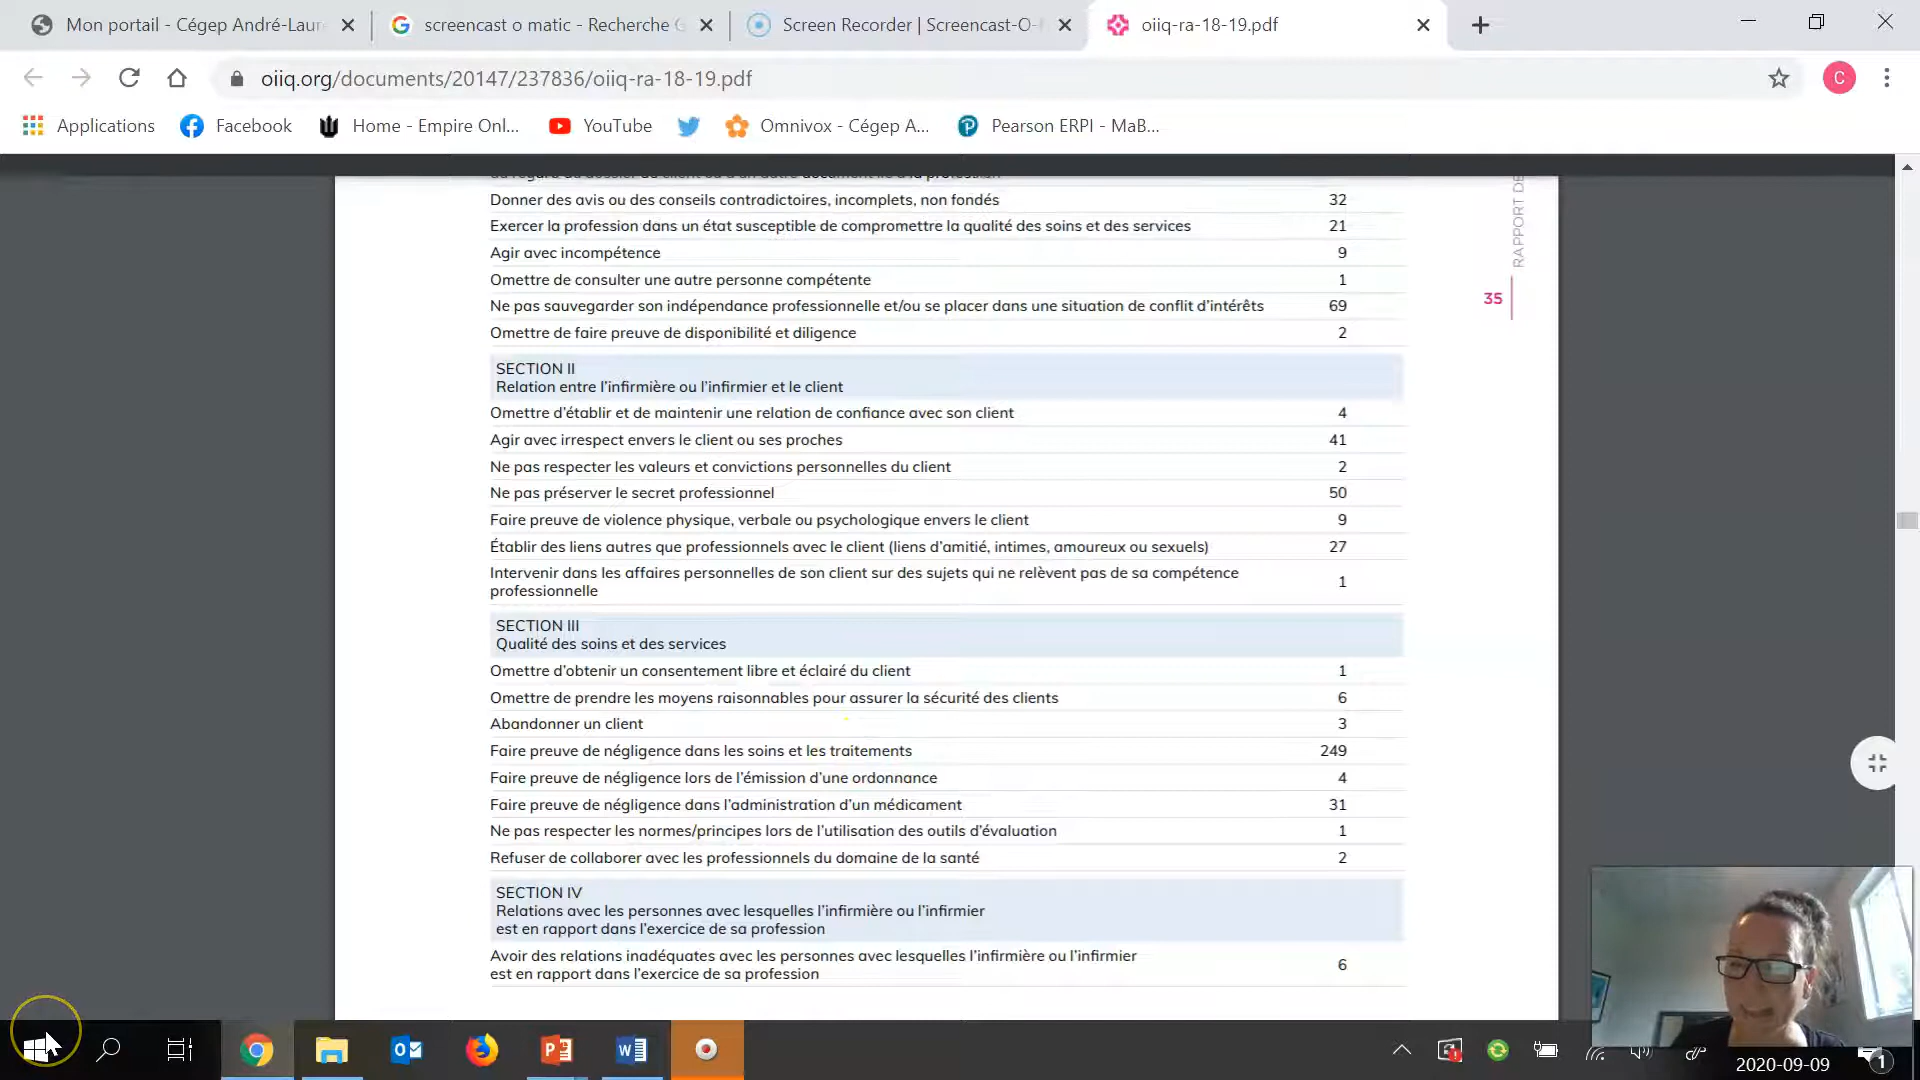 Mon portail - Cégep André-Laur
screencast o matic - Recherche G
Screen Recorder | Screencast-O-
oiiq-ra-18-19.pdf
oiiq.org/documents/20147/237836/oiiq-ra-18-19.pdf
C
Applications
Facebook
Home - Empire Onl...
YouTube
Omnivox - Cégep A...
Pearson ERPI - MaB...
Donner des avis ou des conseils contradictoires, incomplets, non fondés 32
Exercer la profession dans un état susceptible de compromettre la qualité des soins et des services 21
Agir avec incompétence 9
Omettre de consulter une autre personne compétente 1
Ne pas sauvegarder son indépendance professionnelle et/ou se placer dans une situation de conflit d'intérêts 69
Omettre de faire preuve de disponibilité et diligence 2
RAPPORT DE
35
SECTION II
Relation entre l'infirmière ou l'infirmier et le client
Omettre d'établir et de maintenir une relation de confiance avec son client 4
Agir avec irrespect envers le client ou ses proches 41
Ne pas respecter les valeurs et convictions personnelles du client 2
Ne pas préserver le secret professionnel 50
Faire preuve de violence physique, verbale ou psychologique envers le client 9
Établir des liens autres que professionnels avec le client (liens d'amitié, intimes, amoureux ou sexuels) 27
Intervenir dans les affaires personnelles de son client sur des sujets qui ne relèvent pas de sa compétence
professionnelle 1
SECTION III
Qualité des soins et des services
Omettre d'obtenir un consentement libre et éclairé du client 1
Omettre de prendre les moyens raisonnables pour assurer la sécurité des clients 6
Abandonner un client 3
Faire preuve de négligence dans les soins et les traitements 249
Faire preuve de négligence lors de l'émission d'une ordonnance 4
Faire preuve de négligence dans l'administration d'un médicament 31
Ne pas respecter les normes/principes lors de l'utilisation des outils d'évaluation 1
Refuser de collaborer avec les professionnels du domaine de la santé 2
SECTION IV
Relations avec les personnes avec lesquelles l'infirmière ou l'infirmier
est en rapport dans l'exercice de sa profession
Avoir des relations inadéquates avec les personnes avec lesquelles l'infirmière ou l'infirmier
est en rapport dans l'exercice de sa profession 6
2020-09-09
1